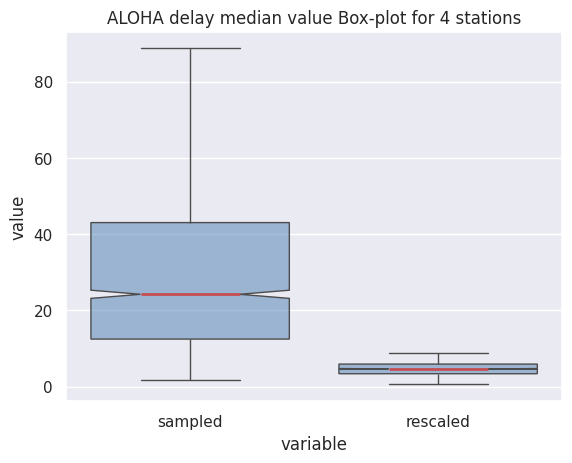 ALOHA delay median value Box-plot for 4 stations
value
80
60
40
20
0
sampled
rescaled
variable